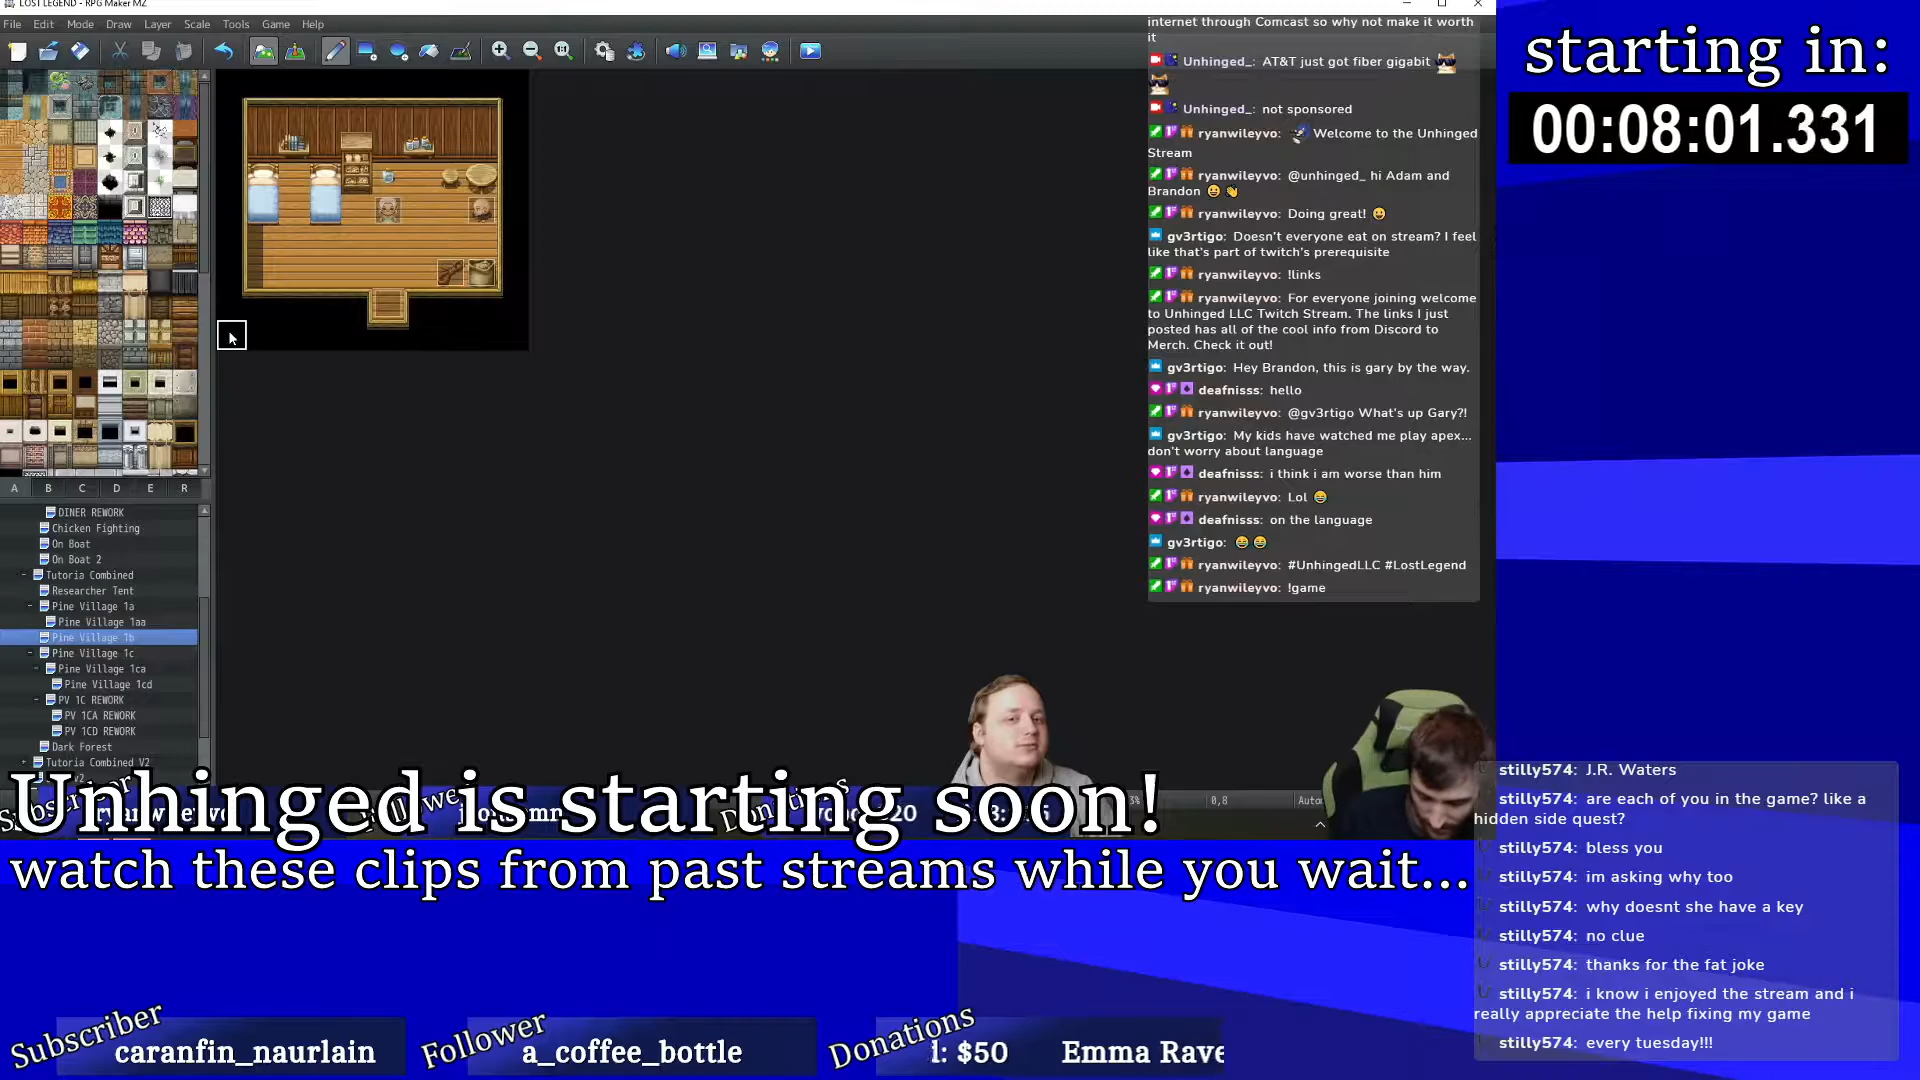 LOST LEGEND - RPG Maker MZ
File Edit Mode Draw Layer Scale Tools Game Help
A B C D E R
DINER REWORK
Chicken Fighting
On Boat
On Boat 2
Tutoria Combined
Researcher Tent
Pine Village 1a
Pine Village 1aa
Pine Village 1b
Pine Village 1c
Pine Village 1ca
Pine Village 1cd
PV 1C REWORK
PV 1CA REWORK
PV 1CD REWORK
Dark Forest
Tutoria Combined V2
0,8
internet through Comcast so why not make it worth
it
Unhinged_: AT&T just got fiber gigabit
Unhinged_: not sponsored
ryanwileyvo: Welcome to the Unhinged
Stream
ryanwileyvo: @unhinged_ hi Adam and
Brandon 😀 👋
ryanwileyvo: Doing great! 😀
gv3rtigo: Doesn't everyone eat on stream? I feel
like that's part of twitch's prerequisite
ryanwileyvo: !links
ryanwileyvo: For everyone joining welcome
to Unhinged LLC Twitch Stream. The links I just
posted has all of the cool info from Discord to
Merch. Check it out!
gv3rtigo: Hey Brandon, this is gary by the way.
deafnisss: hello
ryanwileyvo: @gv3rtigo What's up Gary?!
gv3rtigo: My kids have watched me play apex...
don't worry about language
deafnisss: i think i am worse than him
ryanwileyvo: Lol 😂
deafnisss: on the language
gv3rtigo: 😂 😂
ryanwileyvo: #UnhingedLLC #LostLegend
ryanwileyvo: !game
starting in:
00:08:01.331
Unhinged is starting soon!
watch these clips from past streams while you wait...
stilly574: J.R. Waters
stilly574: are each of you in the game? like a
hidden side quest?
stilly574: bless you
stilly574: im asking why too
stilly574: why doesnt she have a key
stilly574: no clue
stilly574: thanks for the fat joke
stilly574: i know i enjoyed the stream and i
really appreciate the help fixing my game
stilly574: every tuesday!!!
Subscriber
caranfin_naurlain
Follower
a_coffee_bottle
Donations
$50 Emma Rave